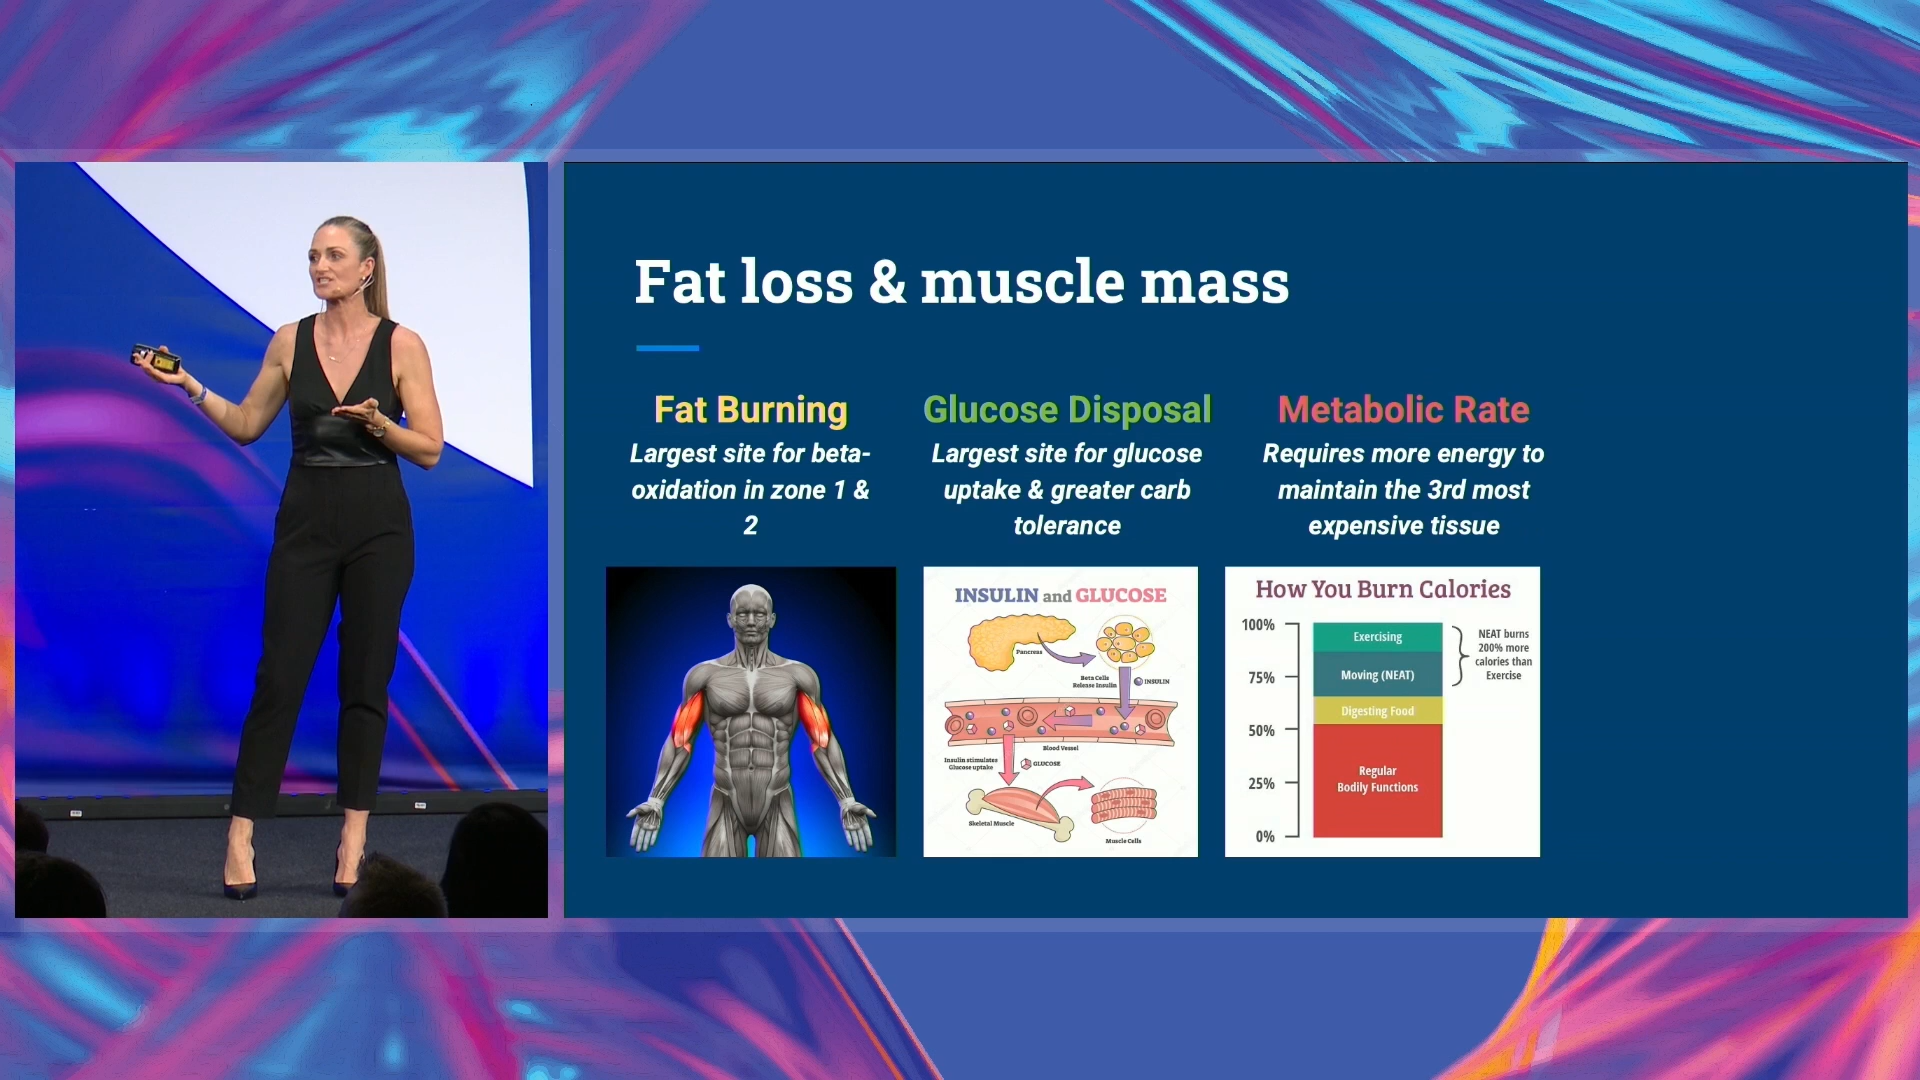 Fat loss & muscle mass
Fat Burning
Largest site for beta-
oxidation in zone 1 &
2
Glucose Disposal
Largest site for glucose
uptake & greater carb
tolerance
Metabolic Rate
Requires more energy to
maintain the 3rd most
expensive tissue
INSULIN and GLUCOSE
Pancreas
Beta Cells
Release Insulin
INSULIN
Blood Vessel
Insulin stimulates
Glucose uptake
GLUCOSE
Skeletal Muscle
Muscle Cells
How You Burn Calories
100%
75%
50%
25%
0%
Exercising
Moving (NEAT)
Digesting Food
Regular
Bodily Functions
NEAT burns
200% more
calories than
Exercise